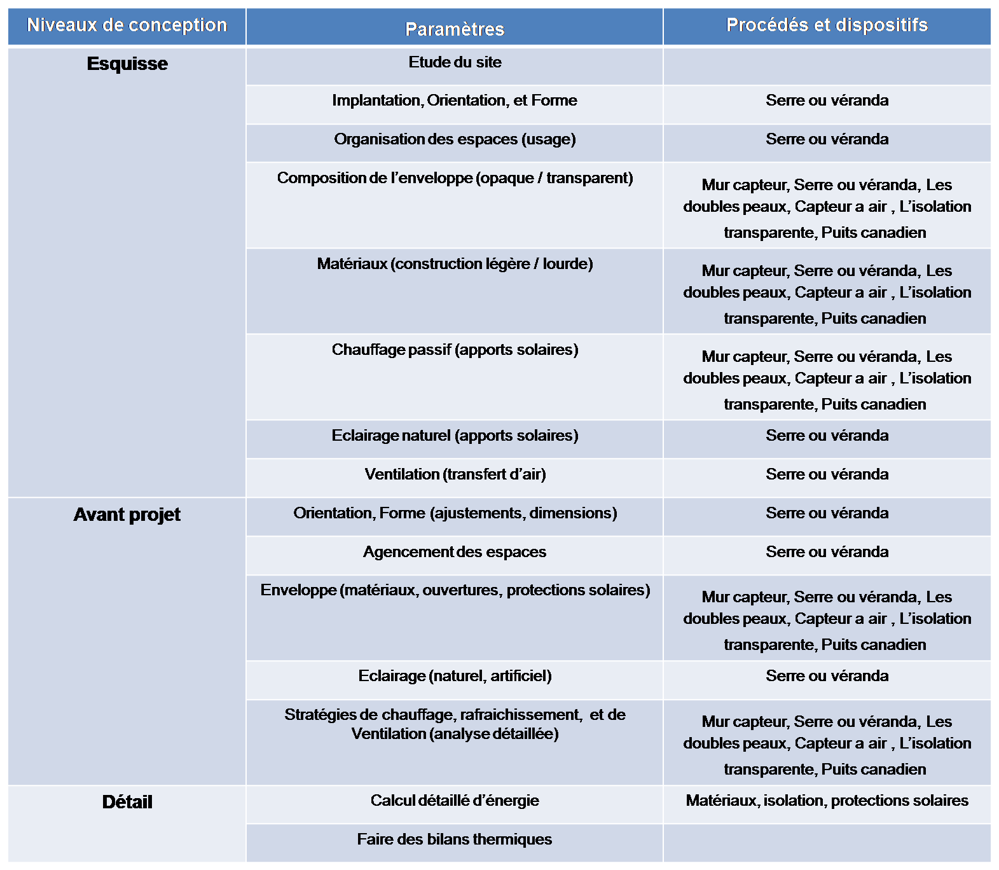 Niveaux de conception
Paramètres
Procédés et dispositifs
Esquisse
Etude du site
Implantation, Orientation, et Forme
Serre ou véranda
Organisation des espaces (usage)
Serre ou véranda
Composition de l’enveloppe (opaque / transparent)
Mur capteur, Serre ou véranda, Les
doubles peaux, Capteur a air , L’isolation
transparente, Puits canadien
Matériaux (construction légère / lourde)
Mur capteur, Serre ou véranda, Les
doubles peaux, Capteur a air , L’isolation
transparente, Puits canadien
Chauffage passif (apports solaires)
Mur capteur, Serre ou véranda, Les
doubles peaux, Capteur a air , L’isolation
transparente, Puits canadien
Eclairage naturel (apports solaires)
Serre ou véranda
Ventilation (transfert d’air)
Serre ou véranda
Avant projet
Orientation, Forme (ajustements, dimensions)
Serre ou véranda
Agencement des espaces
Serre ou véranda
Enveloppe (matériaux, ouvertures, protections solaires)
Mur capteur, Serre ou véranda, Les
doubles peaux, Capteur a air , L’isolation
transparente, Puits canadien
Eclairage (naturel, artificiel)
Serre ou véranda
Stratégies de chauffage, rafraichissement, et de
Ventilation (analyse détaillée)
Mur capteur, Serre ou véranda, Les
doubles peaux, Capteur a air , L’isolation
transparente, Puits canadien
Détail
Calcul détaillé d’énergie
Matériaux, isolation, protections solaires
Faire des bilans thermiques